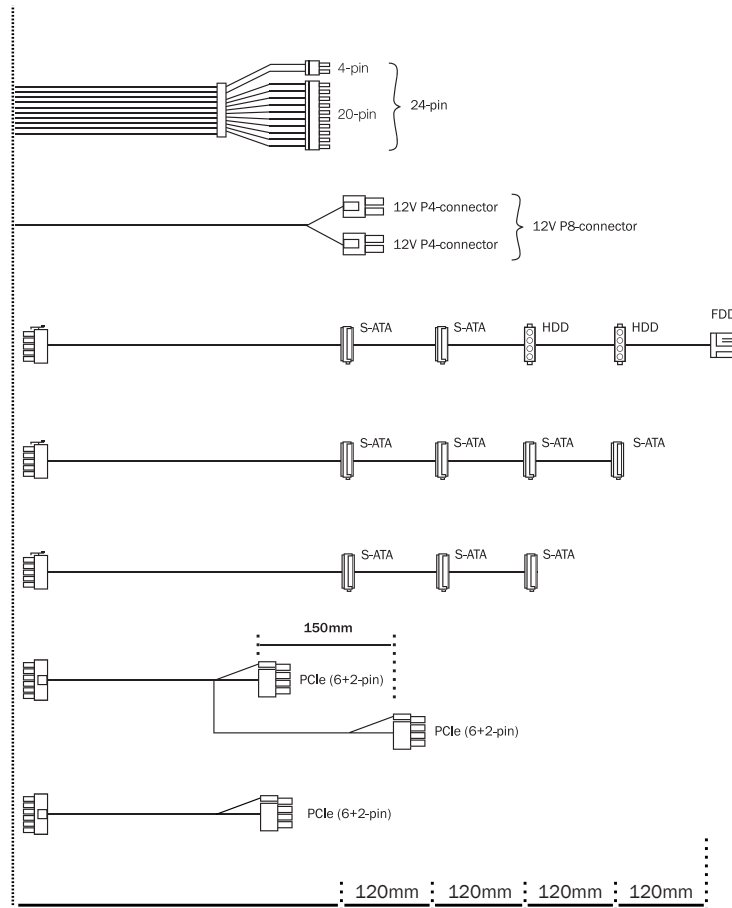 4-pin
20-pin
24-pin
12V P4-connector
12V P4-connector
12V P8-connector
S-ATA S-ATA HDD HDD FDD
S-ATA S-ATA S-ATA S-ATA
S-ATA S-ATA S-ATA
150mm
PCIe (6+2-pin)
PCIe (6+2-pin)
PCIe (6+2-pin)
120mm 120mm 120mm 120mm